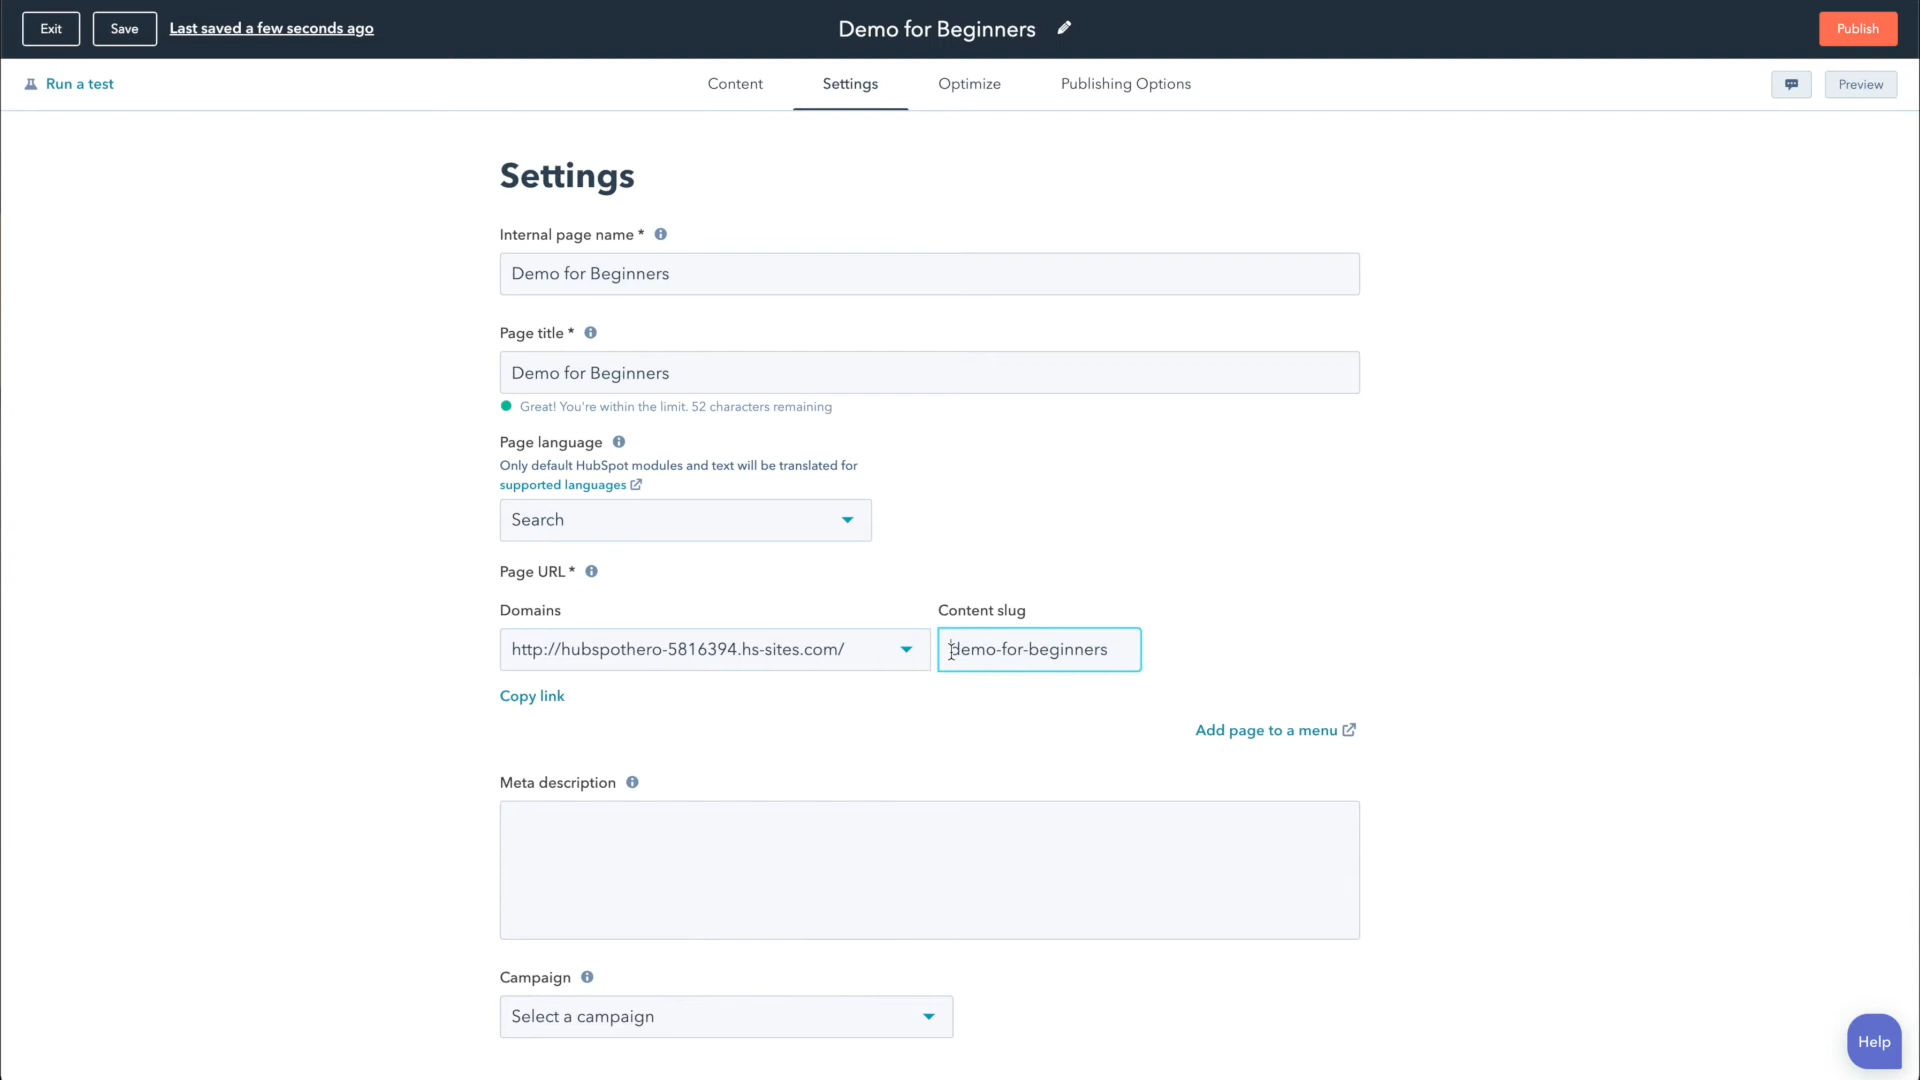 Exit
Save
Last saved a few seconds ago
Demo for Beginners
Publish
Run a test
Content
Settings
Optimize
Publishing Options
Preview
Settings
Internal page name *
Demo for Beginners
Page title *
Demo for Beginners
Great! You're within the limit. 52 characters remaining
Page language
Only default HubSpot modules and text will be translated for
supported languages
Search
Page URL *
Domains
Content slug
http://hubspothero-5816394.hs-sites.com/
demo-for-beginners
Copy link
Add page to a menu
Meta description
Campaign
Select a campaign
Help